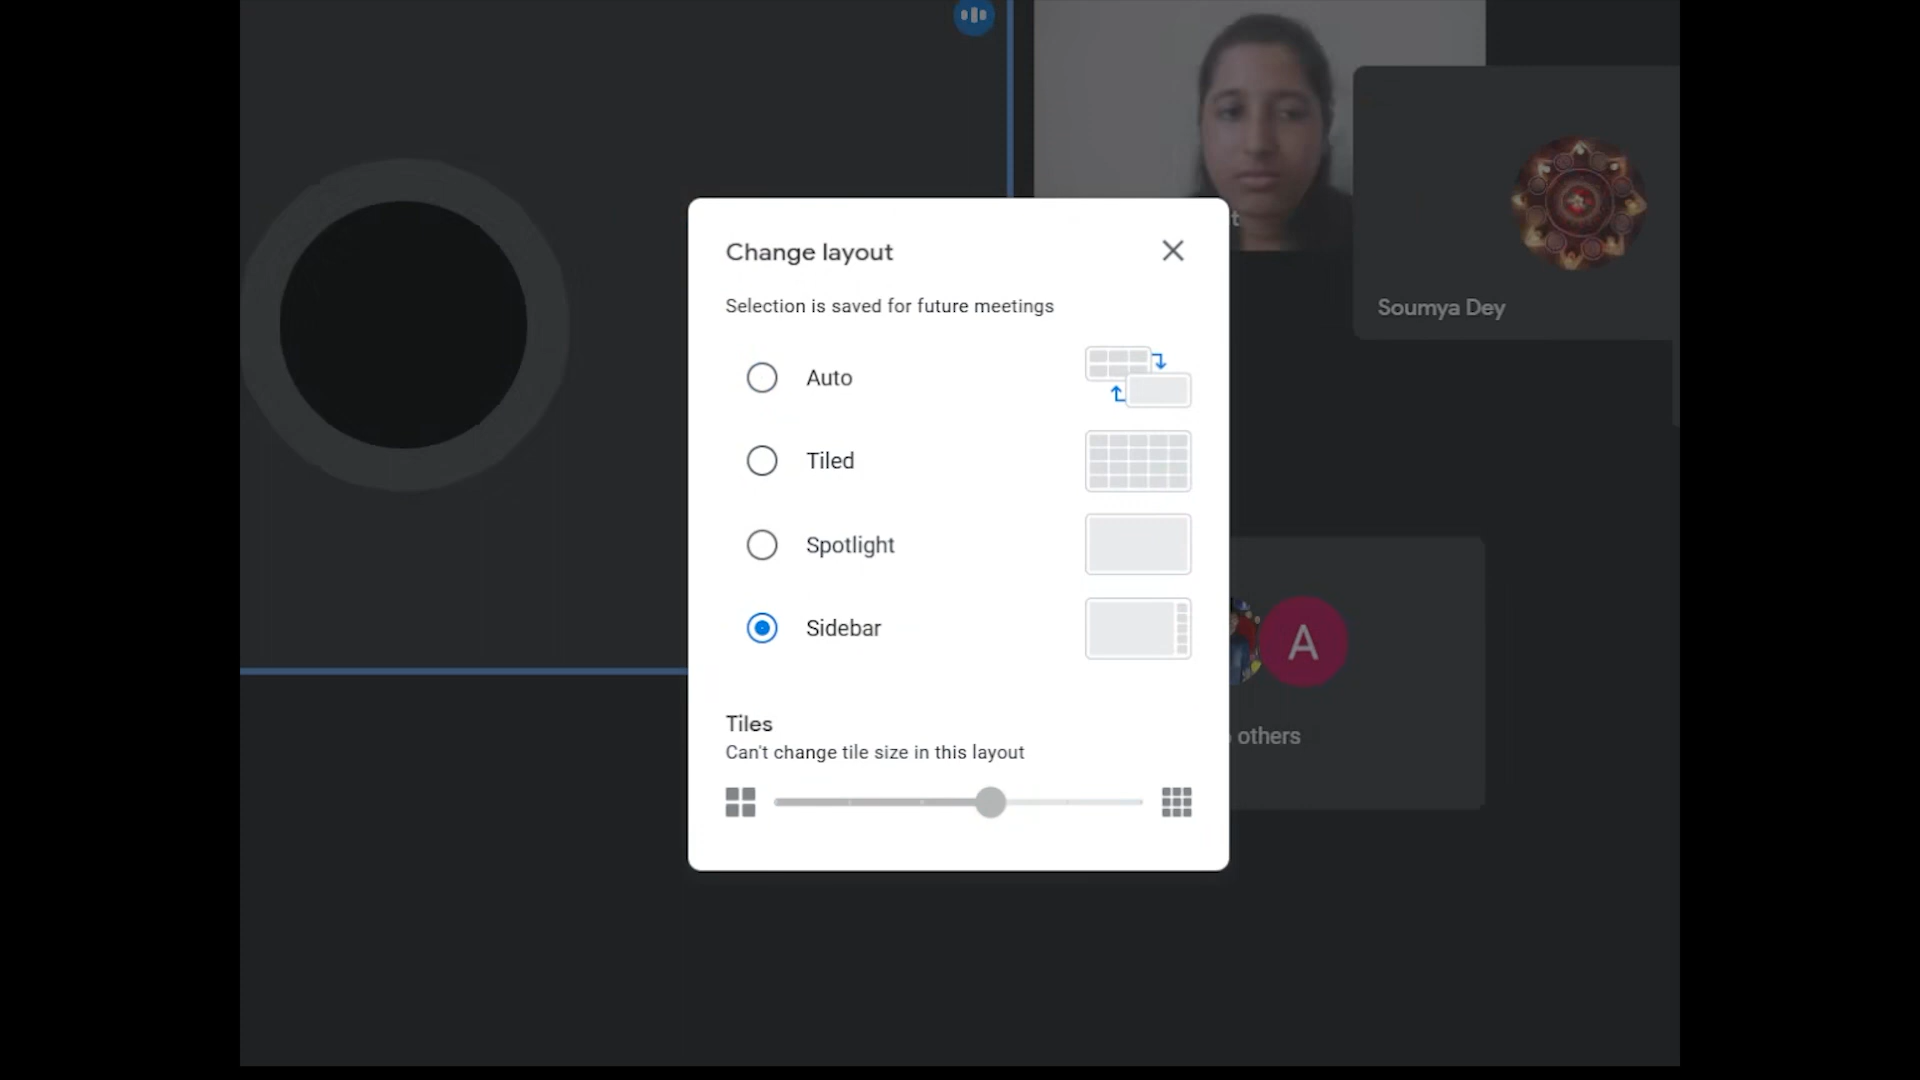 Change layout
Selection is saved for future meetings
Auto
Tiled
Spotlight
Sidebar
Tiles
Can't change tile size in this layout
Soumya Dey
A
others